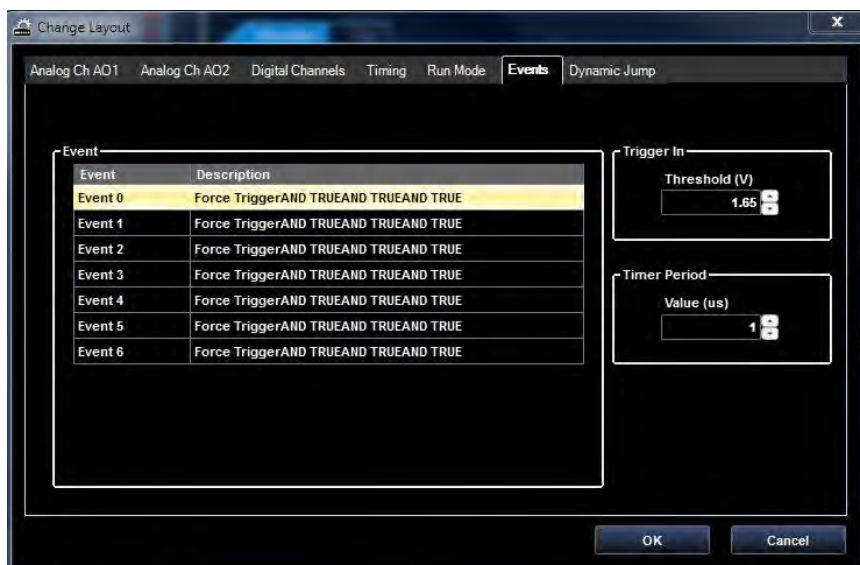 Change Layout
x
Analog Ch AO1 Analog Ch AO2 Digital Channels Timing Run Mode Events Dynamic Jump
Event
Event Description
Event 0 Force TriggerAND TRUEAND TRUEAND TRUE
Event 1 Force TriggerAND TRUEAND TRUEAND TRUE
Event 2 Force TriggerAND TRUEAND TRUEAND TRUE
Event 3 Force TriggerAND TRUEAND TRUEAND TRUE
Event 4 Force TriggerAND TRUEAND TRUEAND TRUE
Event 5 Force TriggerAND TRUEAND TRUEAND TRUE
Event 6 Force TriggerAND TRUEAND TRUEAND TRUE
Trigger In
Threshold (V)
1.65
Timer Period
Value (us)
1
OK Cancel